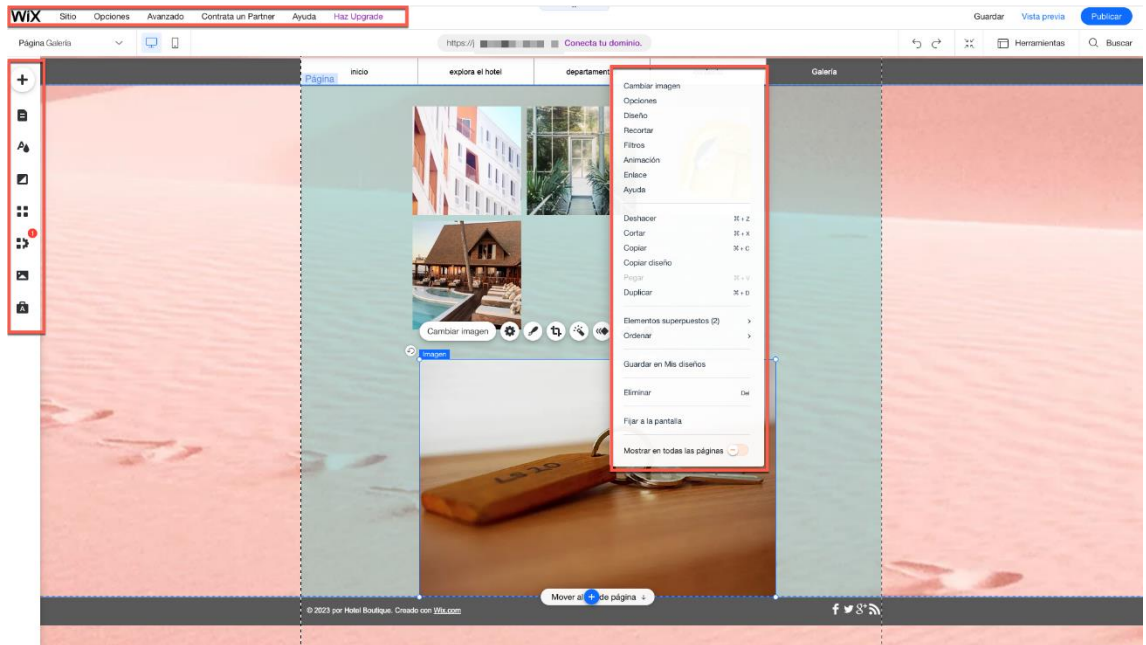 WiX Sitio Opciones Avanzado Contrata un Partner Ayuda Haz Upgrade Guardar Vista previa Publicar
Página Galería https://j Conecta tu dominio. Herramientas Buscar
Página
inicio explora el hotel departament Galería
Cambiar imagen
Opciones
Diseño
Recortar
Filtros
Animación
Enlace
Ayuda
Deshacer ⌘ + Z
Cortar ⌘ + X
Copiar ⌘ + C
Copiar diseño
Pegar ⌘ + V
Duplicar ⌘ + D
Elementos superpuestos (2) >
Ordenar >
Guardar en Mis diseños
Eliminar Del
Fijar a la pantalla
Mostrar en todas las páginas
1
Cambiar imagen
Imagen
LS 20
Mover al de página
© 2023 por Hotel Boutique. Creado con Wix.com